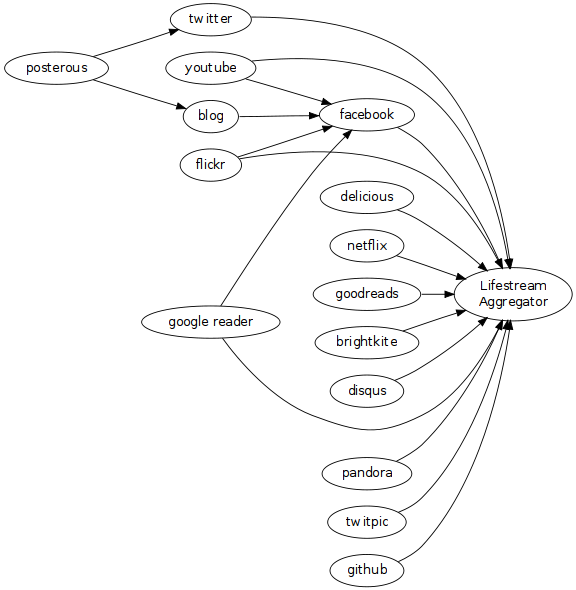 twitter
posterous
youtube
blog
facebook
flickr
delicious
netflix
goodreads
Lifestream
Aggregator
google reader
brightkite
disqus
pandora
twitpic
github